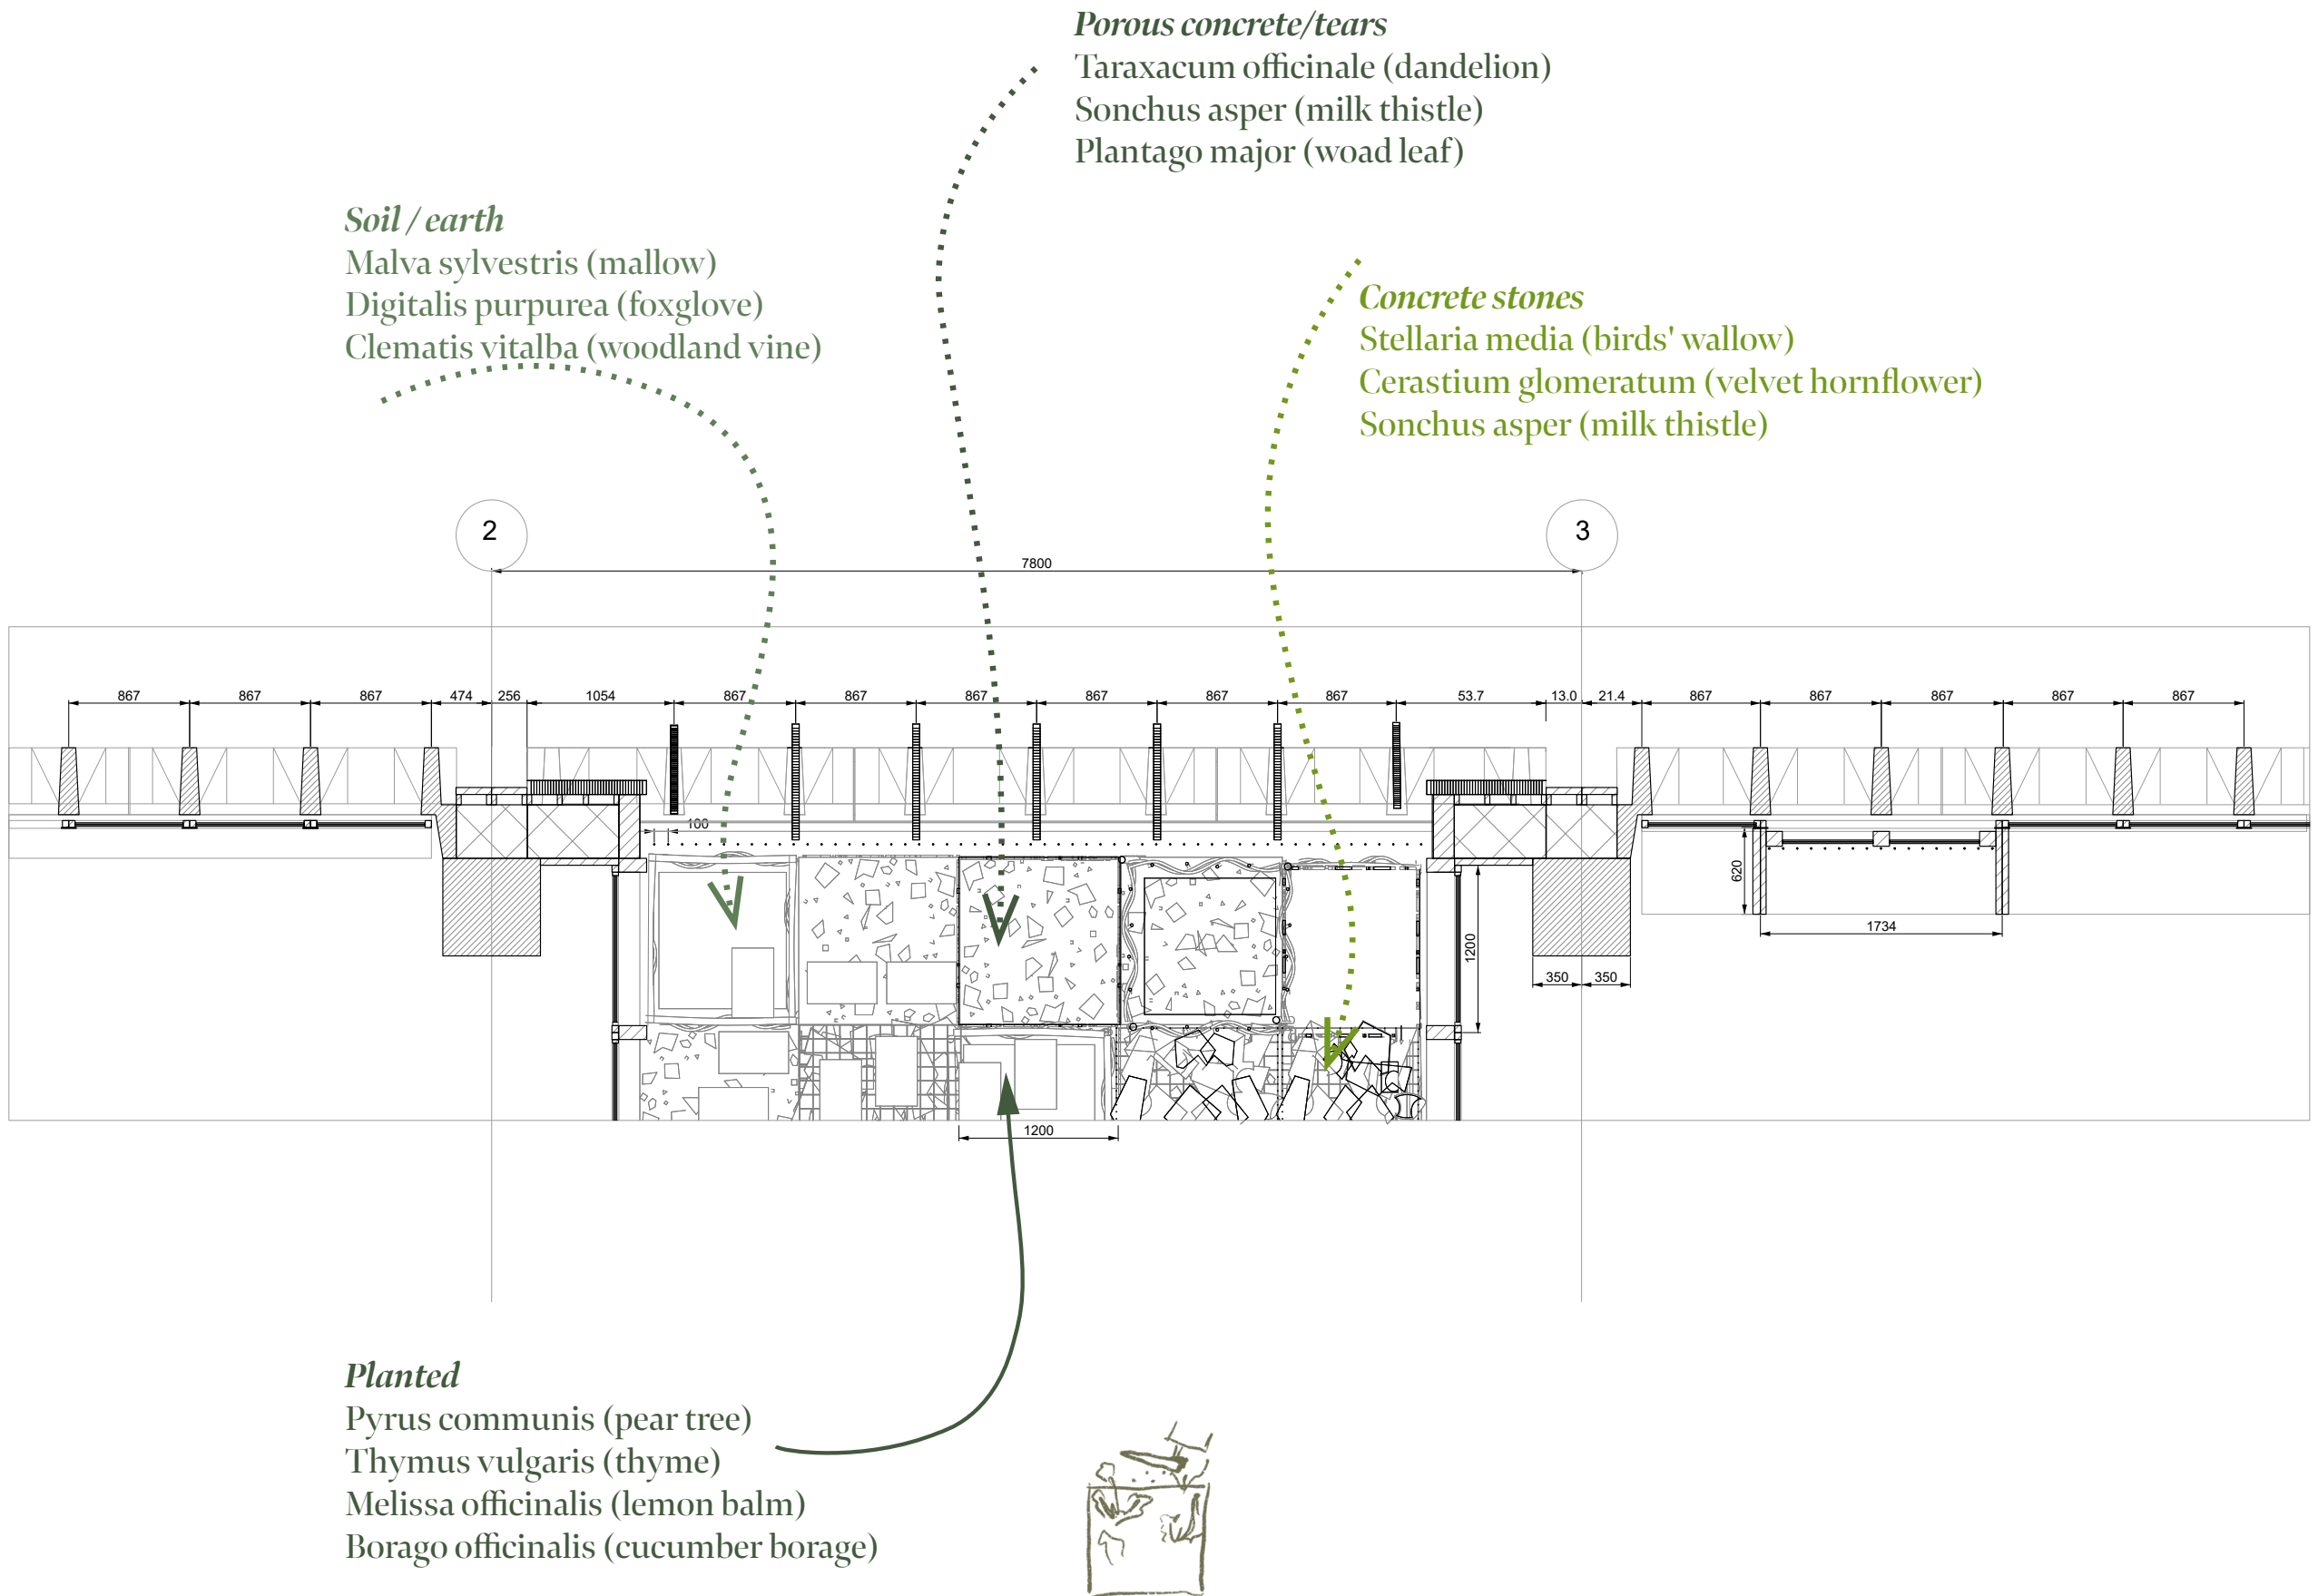 Porous concrete/tears
Taraxacum officinale (dandelion)
Sonchus asper (milk thistle)
Plantago major (woad leaf)
Soil / earth
Malva sylvestris (mallow)
Digitalis purpurea (foxglove)
Clematis vitalba (woodland vine)
Concrete stones
Stellaria media (birds' wallow)
Cerastium glomeratum (velvet hornflower)
Sonchus asper (milk thistle)
2
3
7800
867 867 867 474 256 1054 867 867 867 867 867 867 53.7 13.0 21.4 867 867 867 867 867
100
620
1734
1200
350 350
1200
Planted
Pyrus communis (pear tree)
Thymus vulgaris (thyme)
Melissa officinalis (lemon balm)
Borago officinalis (cucumber borage)